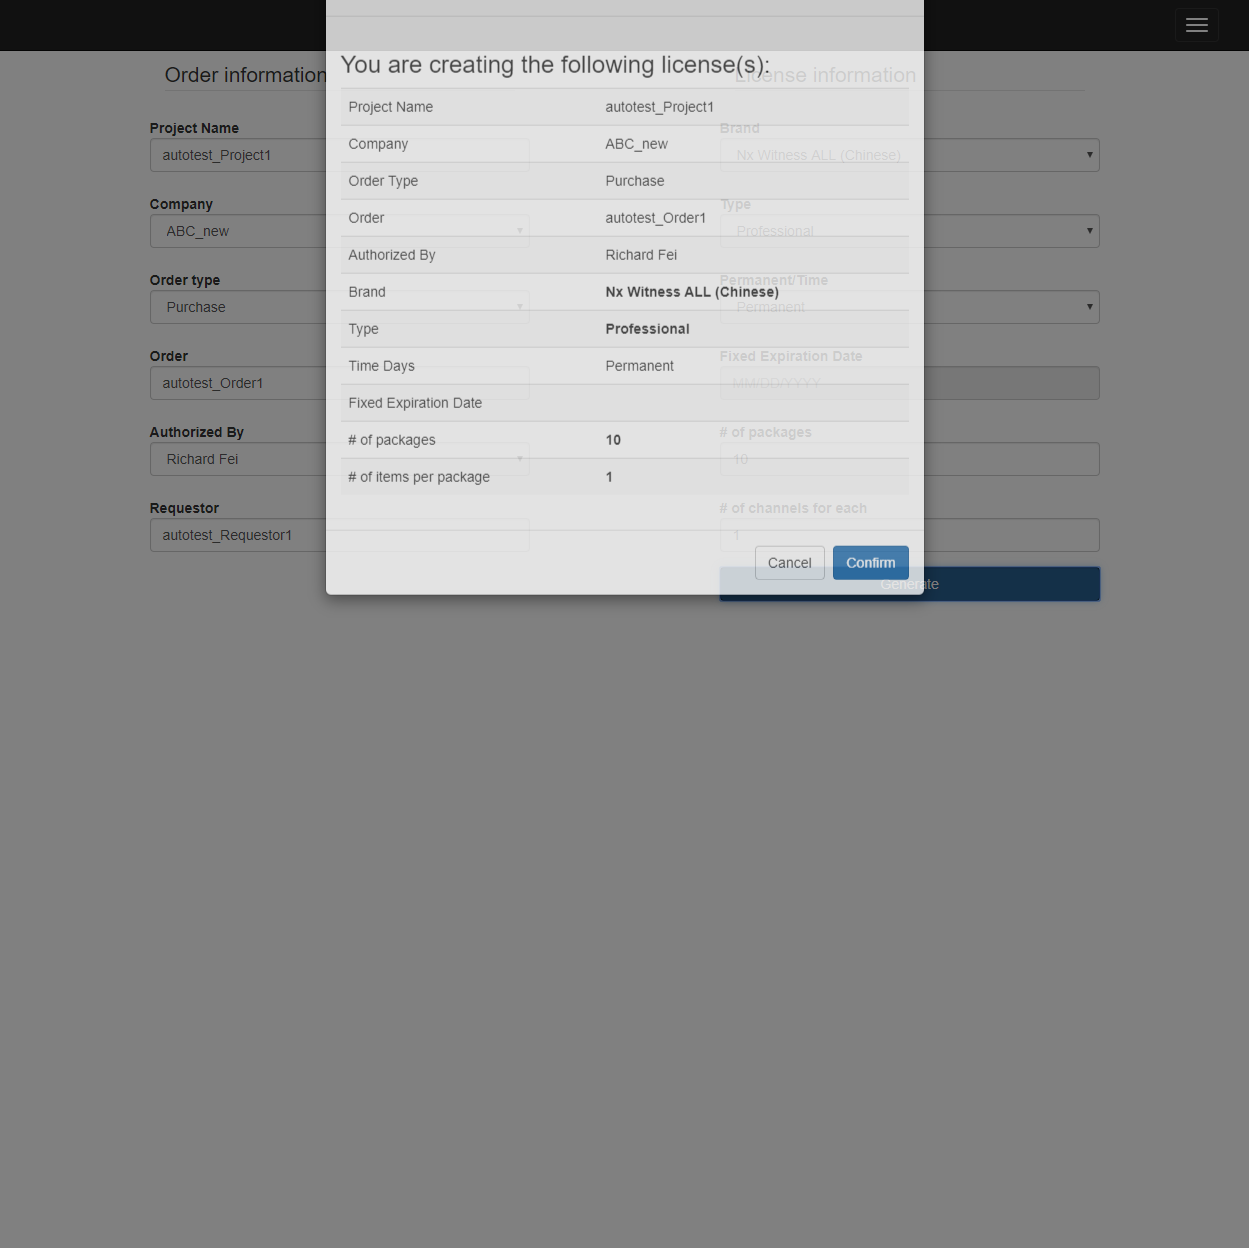 You are creating the following license(s):
Project Name autotest_Project1
Company ABC_new
Order Type Purchase
Order autotest_Order1
Authorized By Richard Fei
Brand Nx Witness ALL (Chinese)
Type Professional
Time Days Permanent
Fixed Expiration Date
# of packages 10
# of items per package 1
Cancel Confirm
Order information
Project Name
autotest_Project1
Company
ABC_new
Order type
Purchase
Order
autotest_Order1
Authorized By
Richard Fei
Requestor
autotest_Requestor1
License information
Brand
Nx Witness ALL (Chinese)
Type
Professional
Permanent/Time
Permanent
Fixed Expiration Date
MM/DD/YYYY
# of packages
10
# of channels for each
1
Generate